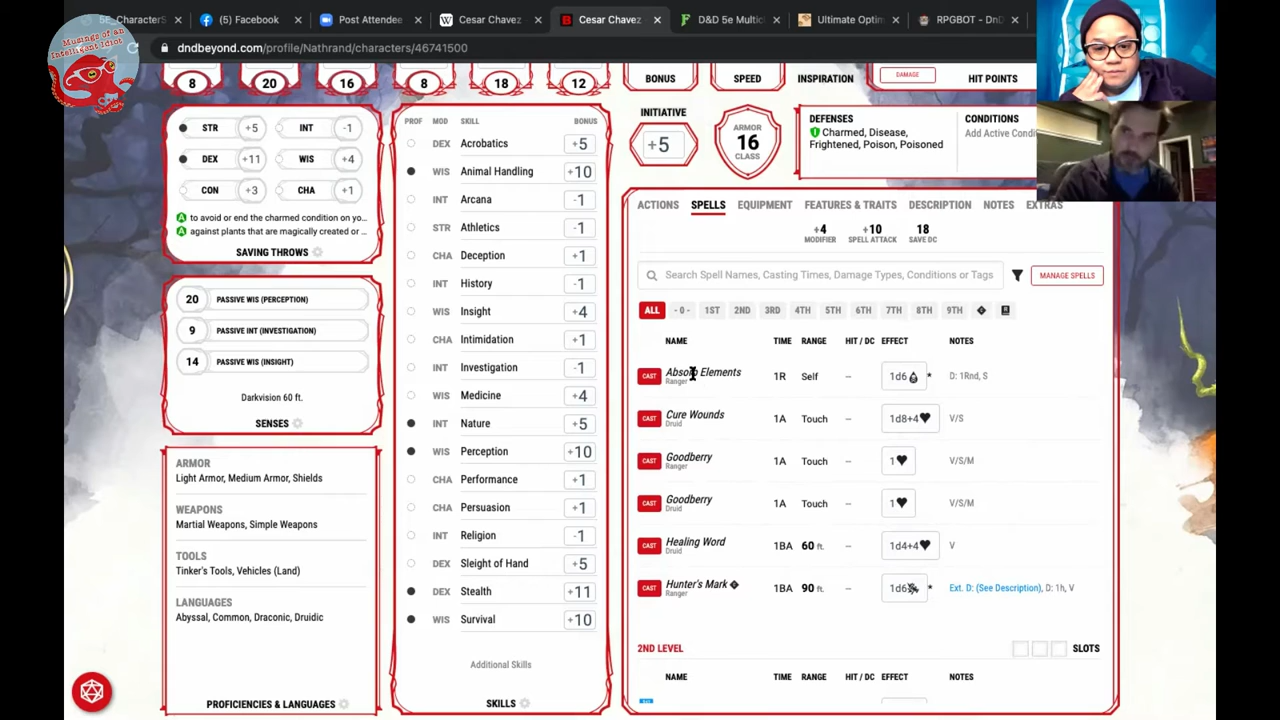 5E_CharacterS
(5) Facebook
Post Attendee
Cesar Chavez
Cesar Chavez
D&D 5e Multicl
Ultimate Optim
RPGBOT - DnD
Musings of an
Intelligent Idiot
dndbeyond.com/profile/Nathrand/characters/46741500
8 20 16 8 18 12
BONUS SPEED INSPIRATION DAMAGE HIT POINTS
STR +5 INT -1
DEX +11 WIS +4
CON +3 CHA +1
A to avoid or end the charmed condition on yo...
A against plants that are magically created or ...
SAVING THROWS
20 PASSIVE WIS (PERCEPTION)
9 PASSIVE INT (INVESTIGATION)
14 PASSIVE WIS (INSIGHT)
Darkvision 60 ft.
SENSES
ARMOR
Light Armor, Medium Armor, Shields
WEAPONS
Martial Weapons, Simple Weapons
TOOLS
Tinker's Tools, Vehicles (Land)
LANGUAGES
Abyssal, Common, Draconic, Druidic
PROFICIENCIES & LANGUAGES
PROF MOD SKILL BONUS
DEX Acrobatics +5
WIS Animal Handling +10
INT Arcana -1
STR Athletics -1
CHA Deception +1
INT History -1
WIS Insight +4
CHA Intimidation +1
INT Investigation -1
WIS Medicine +4
INT Nature +5
WIS Perception +10
CHA Performance +1
CHA Persuasion +1
INT Religion -1
DEX Sleight of Hand +5
DEX Stealth +11
WIS Survival +10
Additional Skills
SKILLS
INITIATIVE
+5
ARMOR
16
CLASS
DEFENSES
Charmed, Disease,
Frightened, Poison, Poisoned
CONDITIONS
Add Active Condi
ACTIONS SPELLS EQUIPMENT FEATURES & TRAITS DESCRIPTION NOTES EXTRAS
+4 +10 18
MODIFIER SPELL ATTACK SAVE DC
Search Spell Names, Casting Times, Damage Types, Conditions or Tags
MANAGE SPELLS
ALL - 0 - 1ST 2ND 3RD 4TH 5TH 6TH 7TH 8TH 9TH
NAME TIME RANGE HIT / DC EFFECT NOTES
CAST Absorb Elements 1R Self -- 1d6 * D: 1Rnd, S
Ranger
CAST Cure Wounds 1A Touch -- 1d8+4 V/S
Druid
CAST Goodberry 1A Touch -- 1 V/S/M
Ranger
CAST Goodberry 1A Touch -- 1 V/S/M
Druid
CAST Healing Word 1BA 60 ft. -- 1d4+4 V
Druid
CAST Hunter's Mark 1BA 90 ft. -- 1d6 * Ext. D: (See Description), D: 1h, V
Ranger
2ND LEVEL SLOTS
NAME TIME RANGE HIT / DC EFFECT NOTES